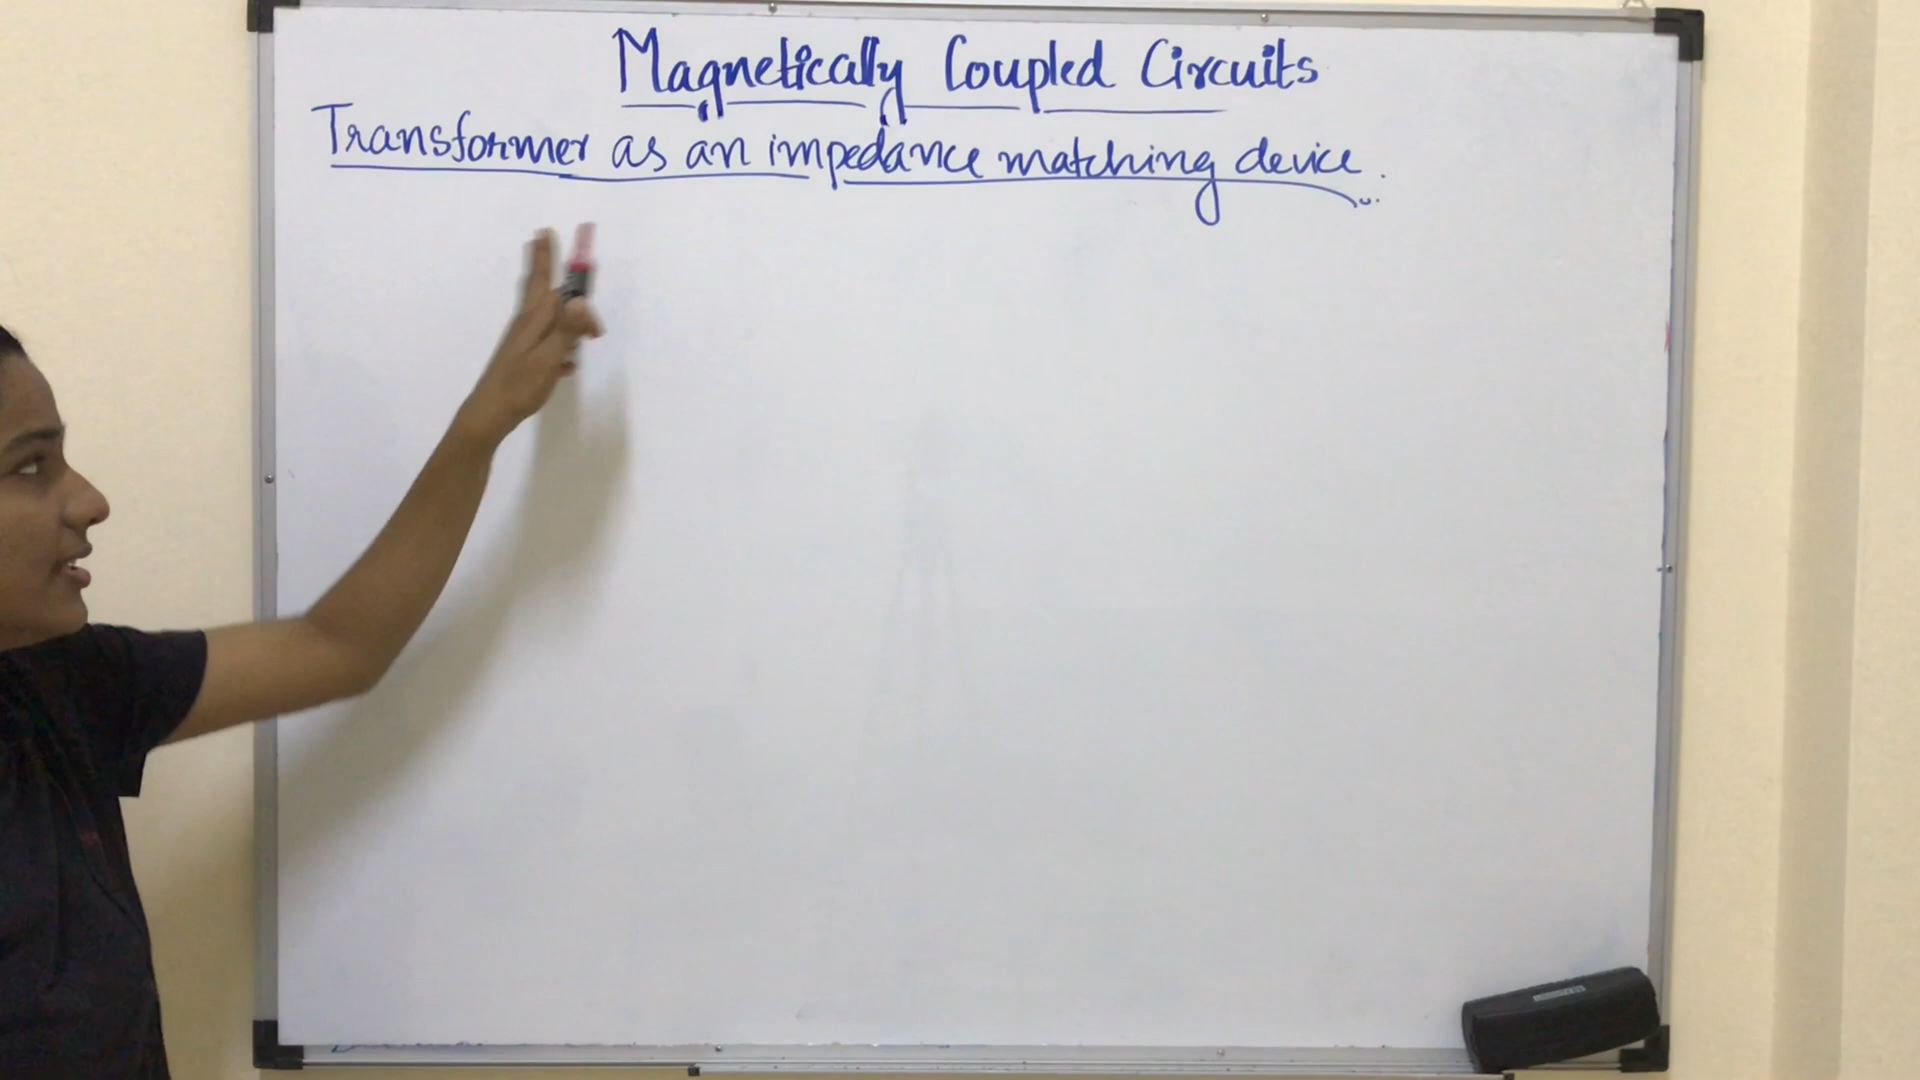 Magnetically Coupled Circuits
Transformer as an impedance matching device.